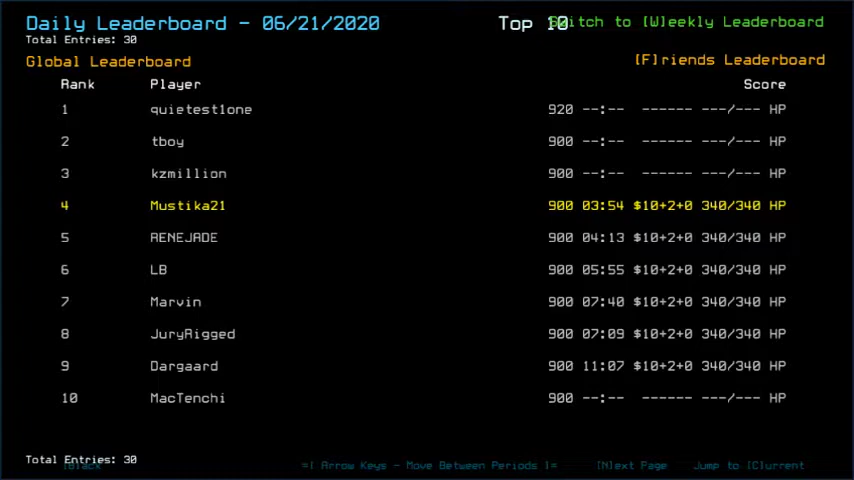 Daily Leaderboard - 06/21/2020 Top 10 Switch to [W]eekly Leaderboard
Total Entries: 30
Global Leaderboard [F]riends Leaderboard
Rank Player Score
1 quietest1one 920 --:-- ------ ---/--- HP
2 tboy 900 --:-- ------ ---/--- HP
3 kzmillion 900 --:-- ------ ---/--- HP
4 Mustika21 900 03:54 $10+2+0 340/340 HP
5 RENEJADE 900 04:13 $10+2+0 340/340 HP
6 LB 900 05:55 $10+2+0 340/340 HP
7 Marvin 900 07:40 $10+2+0 340/340 HP
8 JuryRigged 900 07:09 $10+2+0 340/340 HP
9 Dargaard 900 11:07 $10+2+0 340/340 HP
10 MacTenchi 900 --:-- ------ ---/--- HP
Total Entries: 30
[B]ack =[ Arrow Keys - Move Between Periods ]= [N]ext Page Jump to [C]urrent